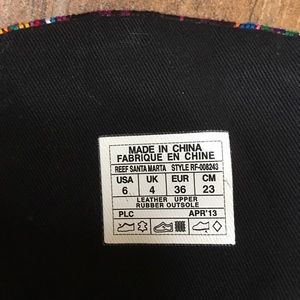 MADE IN CHINA
FABRIQUE EN CHINE
REEF SANTA MARTA STYLE RF-008243
USA UK EUR CM
6 4 36 23
LEATHER UPPER
RUBBER OUTSOLE
PLC APR'13